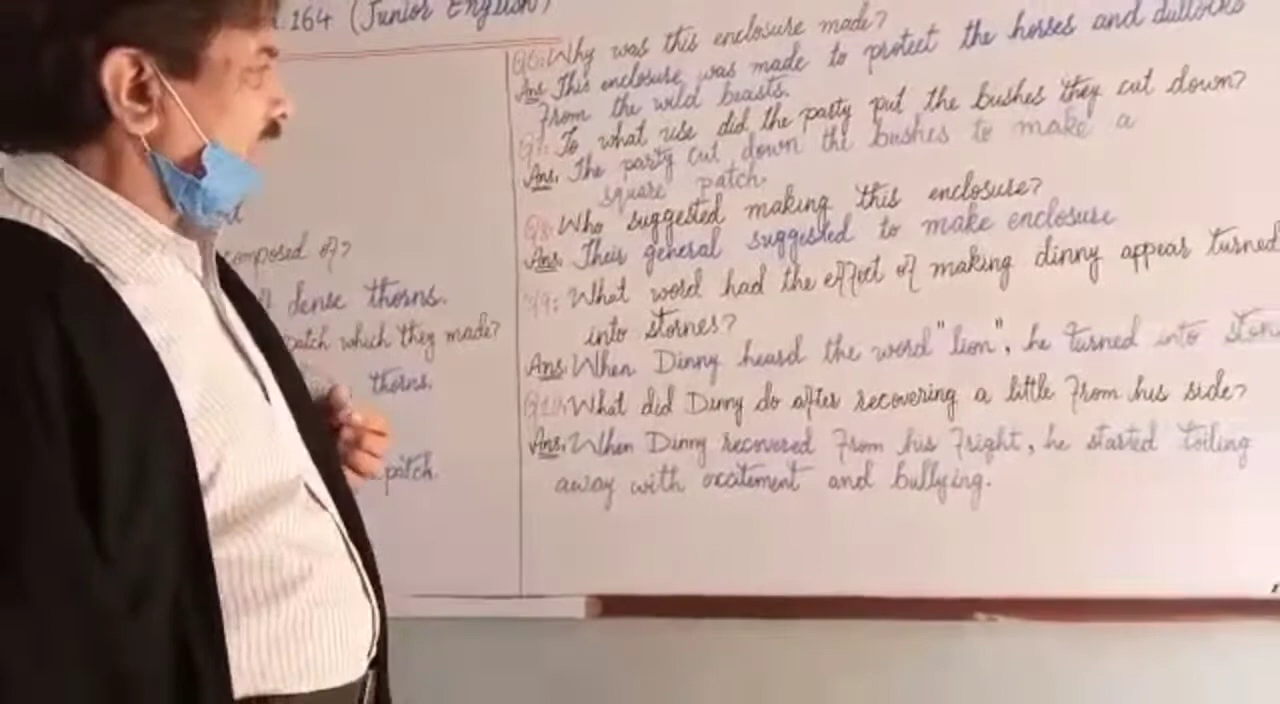 . 164 (Junior English)
composed of?
dense thorns.
patch which they made?
thorns.
patch.
Q6: Why was this enclosure made?
Ans. This enclosure was made to protect the horses and bullocks
from the wild beasts.
Q7: To what use did the party put the bushes they cut down?
Ans. The party cut down the bushes to make a
square patch.
Q8: Who suggested making this enclosure?
Ans. Their general suggested to make enclosure
Q9: What word had the effect of making dinny appear turned
into stornes?
Ans. When Dinny heard the word "lion", he turned into ston
Q10: What did Dinny do after recovering a little from his side?
Ans. When Dinny recovered from his fright, he started toiling
away with excitement and bullying.